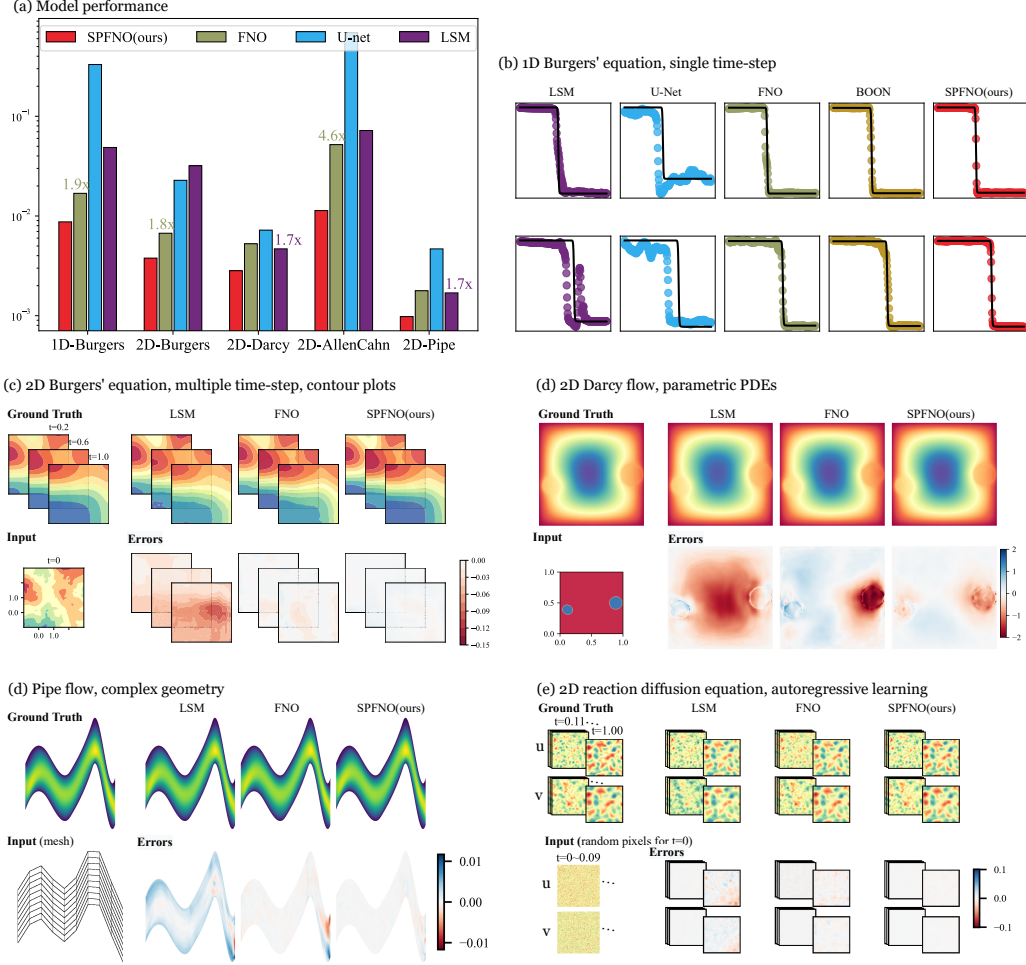 (a) Model performance
SPFNO(ours) FNO U-net LSM
10⁻¹
10⁻²
10⁻³
1.9x
1.8x
1.7x
4.6x
1.7x
1D-Burgers 2D-Burgers 2D-Darcy 2D-AllenCahn 2D-Pipe
(b) 1D Burgers' equation, single time-step
LSM U-Net FNO BOON SPFNO(ours)
(c) 2D Burgers' equation, multiple time-step, contour plots
Ground Truth LSM FNO SPFNO(ours)
t=0.2
t=0.6
t=1.0
Input Errors
t=0
1.0
0.0
0.0 1.0
0.00
−0.03
−0.06
−0.09
−0.12
−0.15
(d) 2D Darcy flow, parametric PDEs
Ground Truth LSM FNO SPFNO(ours)
Input Errors
1.0
0.5
0.0
0.0 0.5 1.0
2
1
0
−1
−2
(d) Pipe flow, complex geometry
Ground Truth LSM FNO SPFNO(ours)
Input (mesh) Errors
0.01
0.00
−0.01
(e) 2D reaction diffusion equation, autoregressive learning
Ground Truth LSM FNO SPFNO(ours)
t=0.11...
t=1.00
u
v
Input (random pixels for t=0)
Errors
t=0~0.09
u
v
0.1
0.0
−0.1